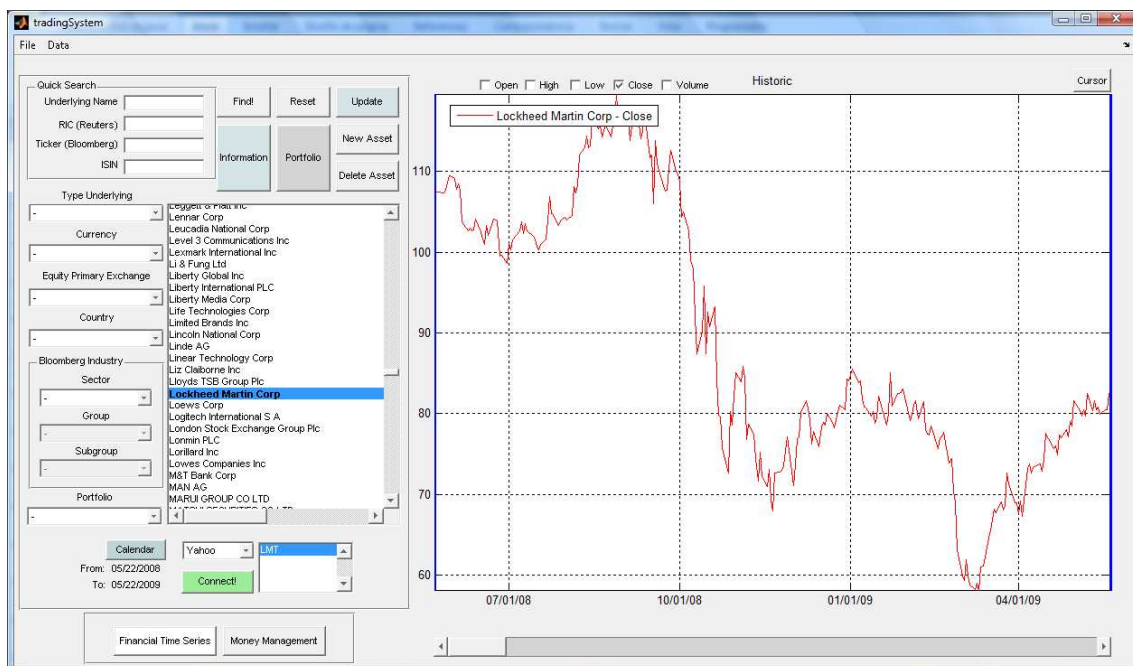 tradingSystem
File Data
Quick Search
Underlying Name
RIC (Reuters)
Ticker (Bloomberg)
ISIN
Find! Reset Update
Information Portfolio New Asset
Delete Asset
Type Underlying
-
Currency
-
Equity Primary Exchange
-
Country
-
Bloomberg Industry
Sector
-
Group
-
Subgroup
-
Portfolio
-
Leggett & Platt Inc
Lennar Corp
Leucadia National Corp
Level 3 Communications Inc
Lexmark International Inc
Li & Fung Ltd
Liberty Global Inc
Liberty International PLC
Liberty Media Corp
Life Technologies Corp
Limited Brands Inc
Lincoln National Corp
Linde AG
Linear Technology Corp
Liz Claiborne Inc
Lloyds TSB Group Plc
Lockheed Martin Corp
Loews Corp
Logitech International S A
London Stock Exchange Group Plc
Lonmin PLC
Lorillard Inc
Lowes Companies Inc
M&T Bank Corp
MAN AG
MARUI GROUP CO LTD
Calendar
From: 05/22/2008
To: 05/22/2009
Yahoo
Connect!
LMT
Financial Time Series Money Management
Open High Low Close Volume
Historic
Cursor
Lockheed Martin Corp - Close
110
100
90
80
70
60
07/01/08 10/01/08 01/01/09 04/01/09